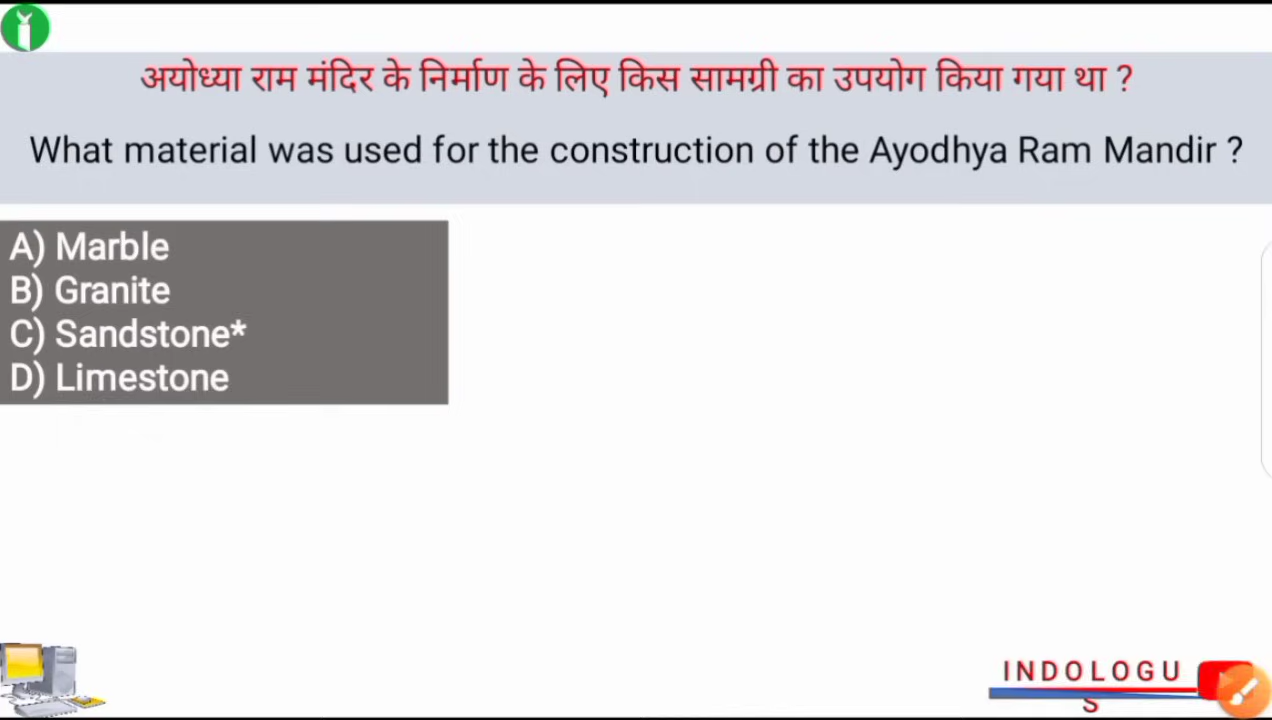 अयोध्या राम मंदिर के निर्माण के लिए किस सामग्री का उपयोग किया गया था ?
What material was used for the construction of the Ayodhya Ram Mandir ?
A) Marble
B) Granite
C) Sandstone*
D) Limestone
INDOLOGU
S